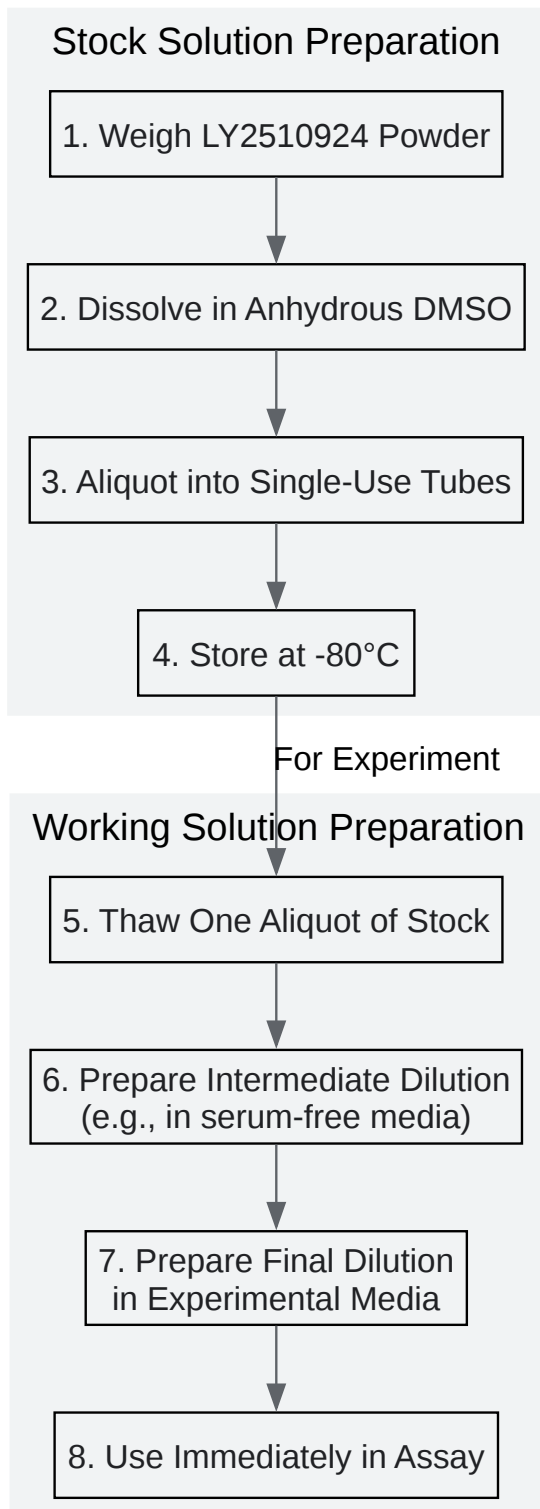 Stock Solution Preparation
1. Weigh LY2510924 Powder
2. Dissolve in Anhydrous DMSO
3. Aliquot into Single-Use Tubes
4. Store at -80°C
For Experiment
Working Solution Preparation
5. Thaw One Aliquot of Stock
6. Prepare Intermediate Dilution
(e.g., in serum-free media)
7. Prepare Final Dilution
in Experimental Media
8. Use Immediately in Assay